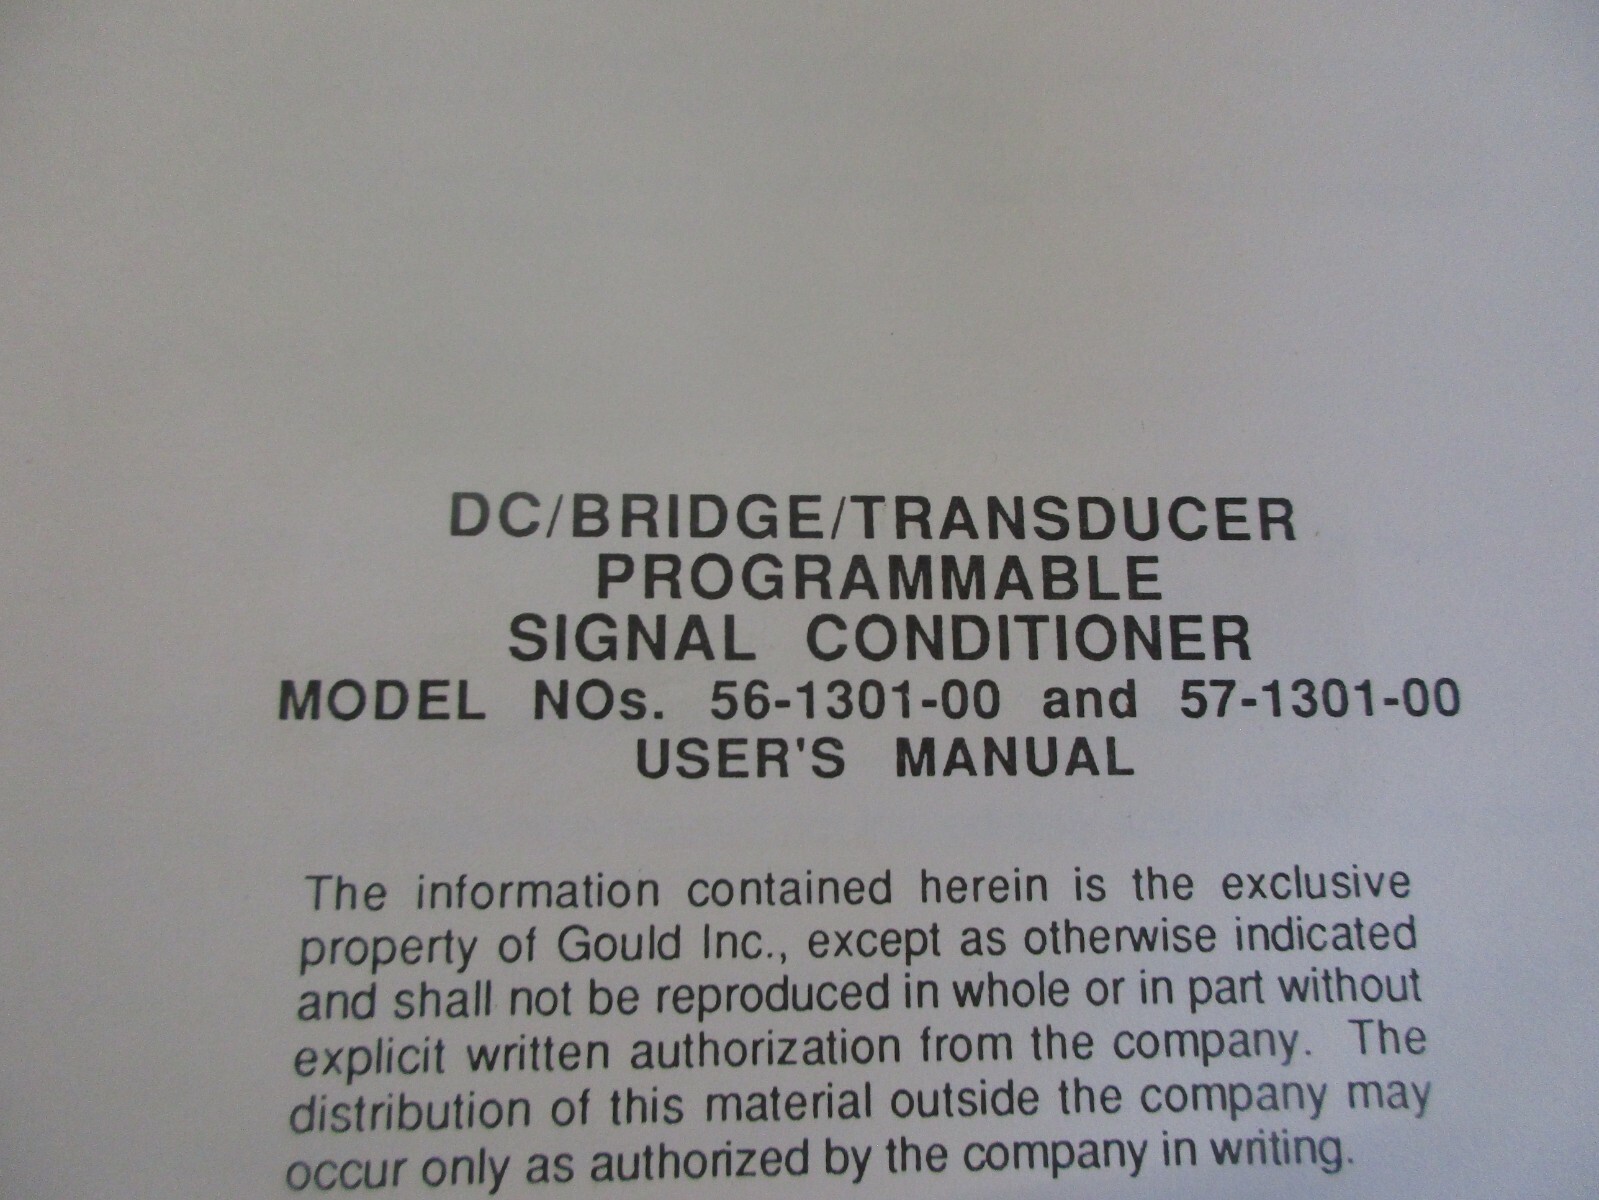 DC/BRIDGE/TRANSDUCER
PROGRAMMABLE
SIGNAL CONDITIONER
MODEL NOs. 56-1301-00 and 57-1301-00
USER'S MANUAL
The information contained herein is the exclusive
property of Gould Inc., except as otherwise indicated
and shall not be reproduced in whole or in part without
explicit written authorization from the company. The
distribution of this material outside the company may
occur only as authorized by the company in writing.